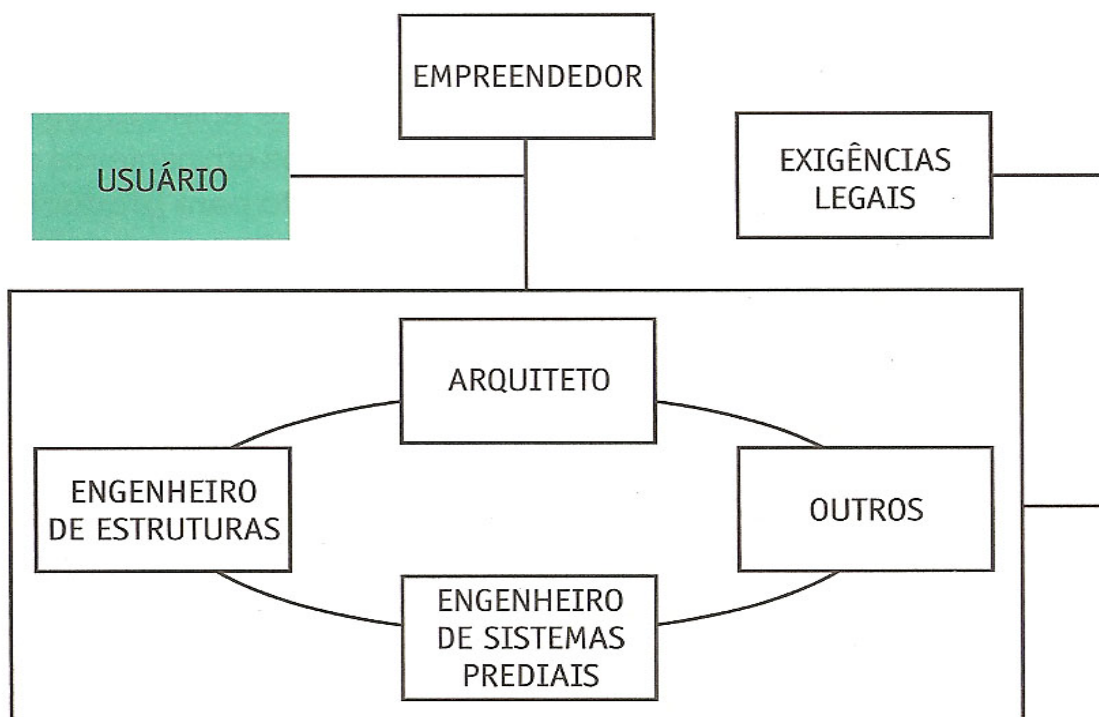 EMPREENDEDOR
USUÁRIO
EXIGÊNCIAS
LEGAIS
ARQUITETO
ENGENHEIRO
DE ESTRUTURAS
OUTROS
ENGENHEIRO
DE SISTEMAS
PREDIAIS